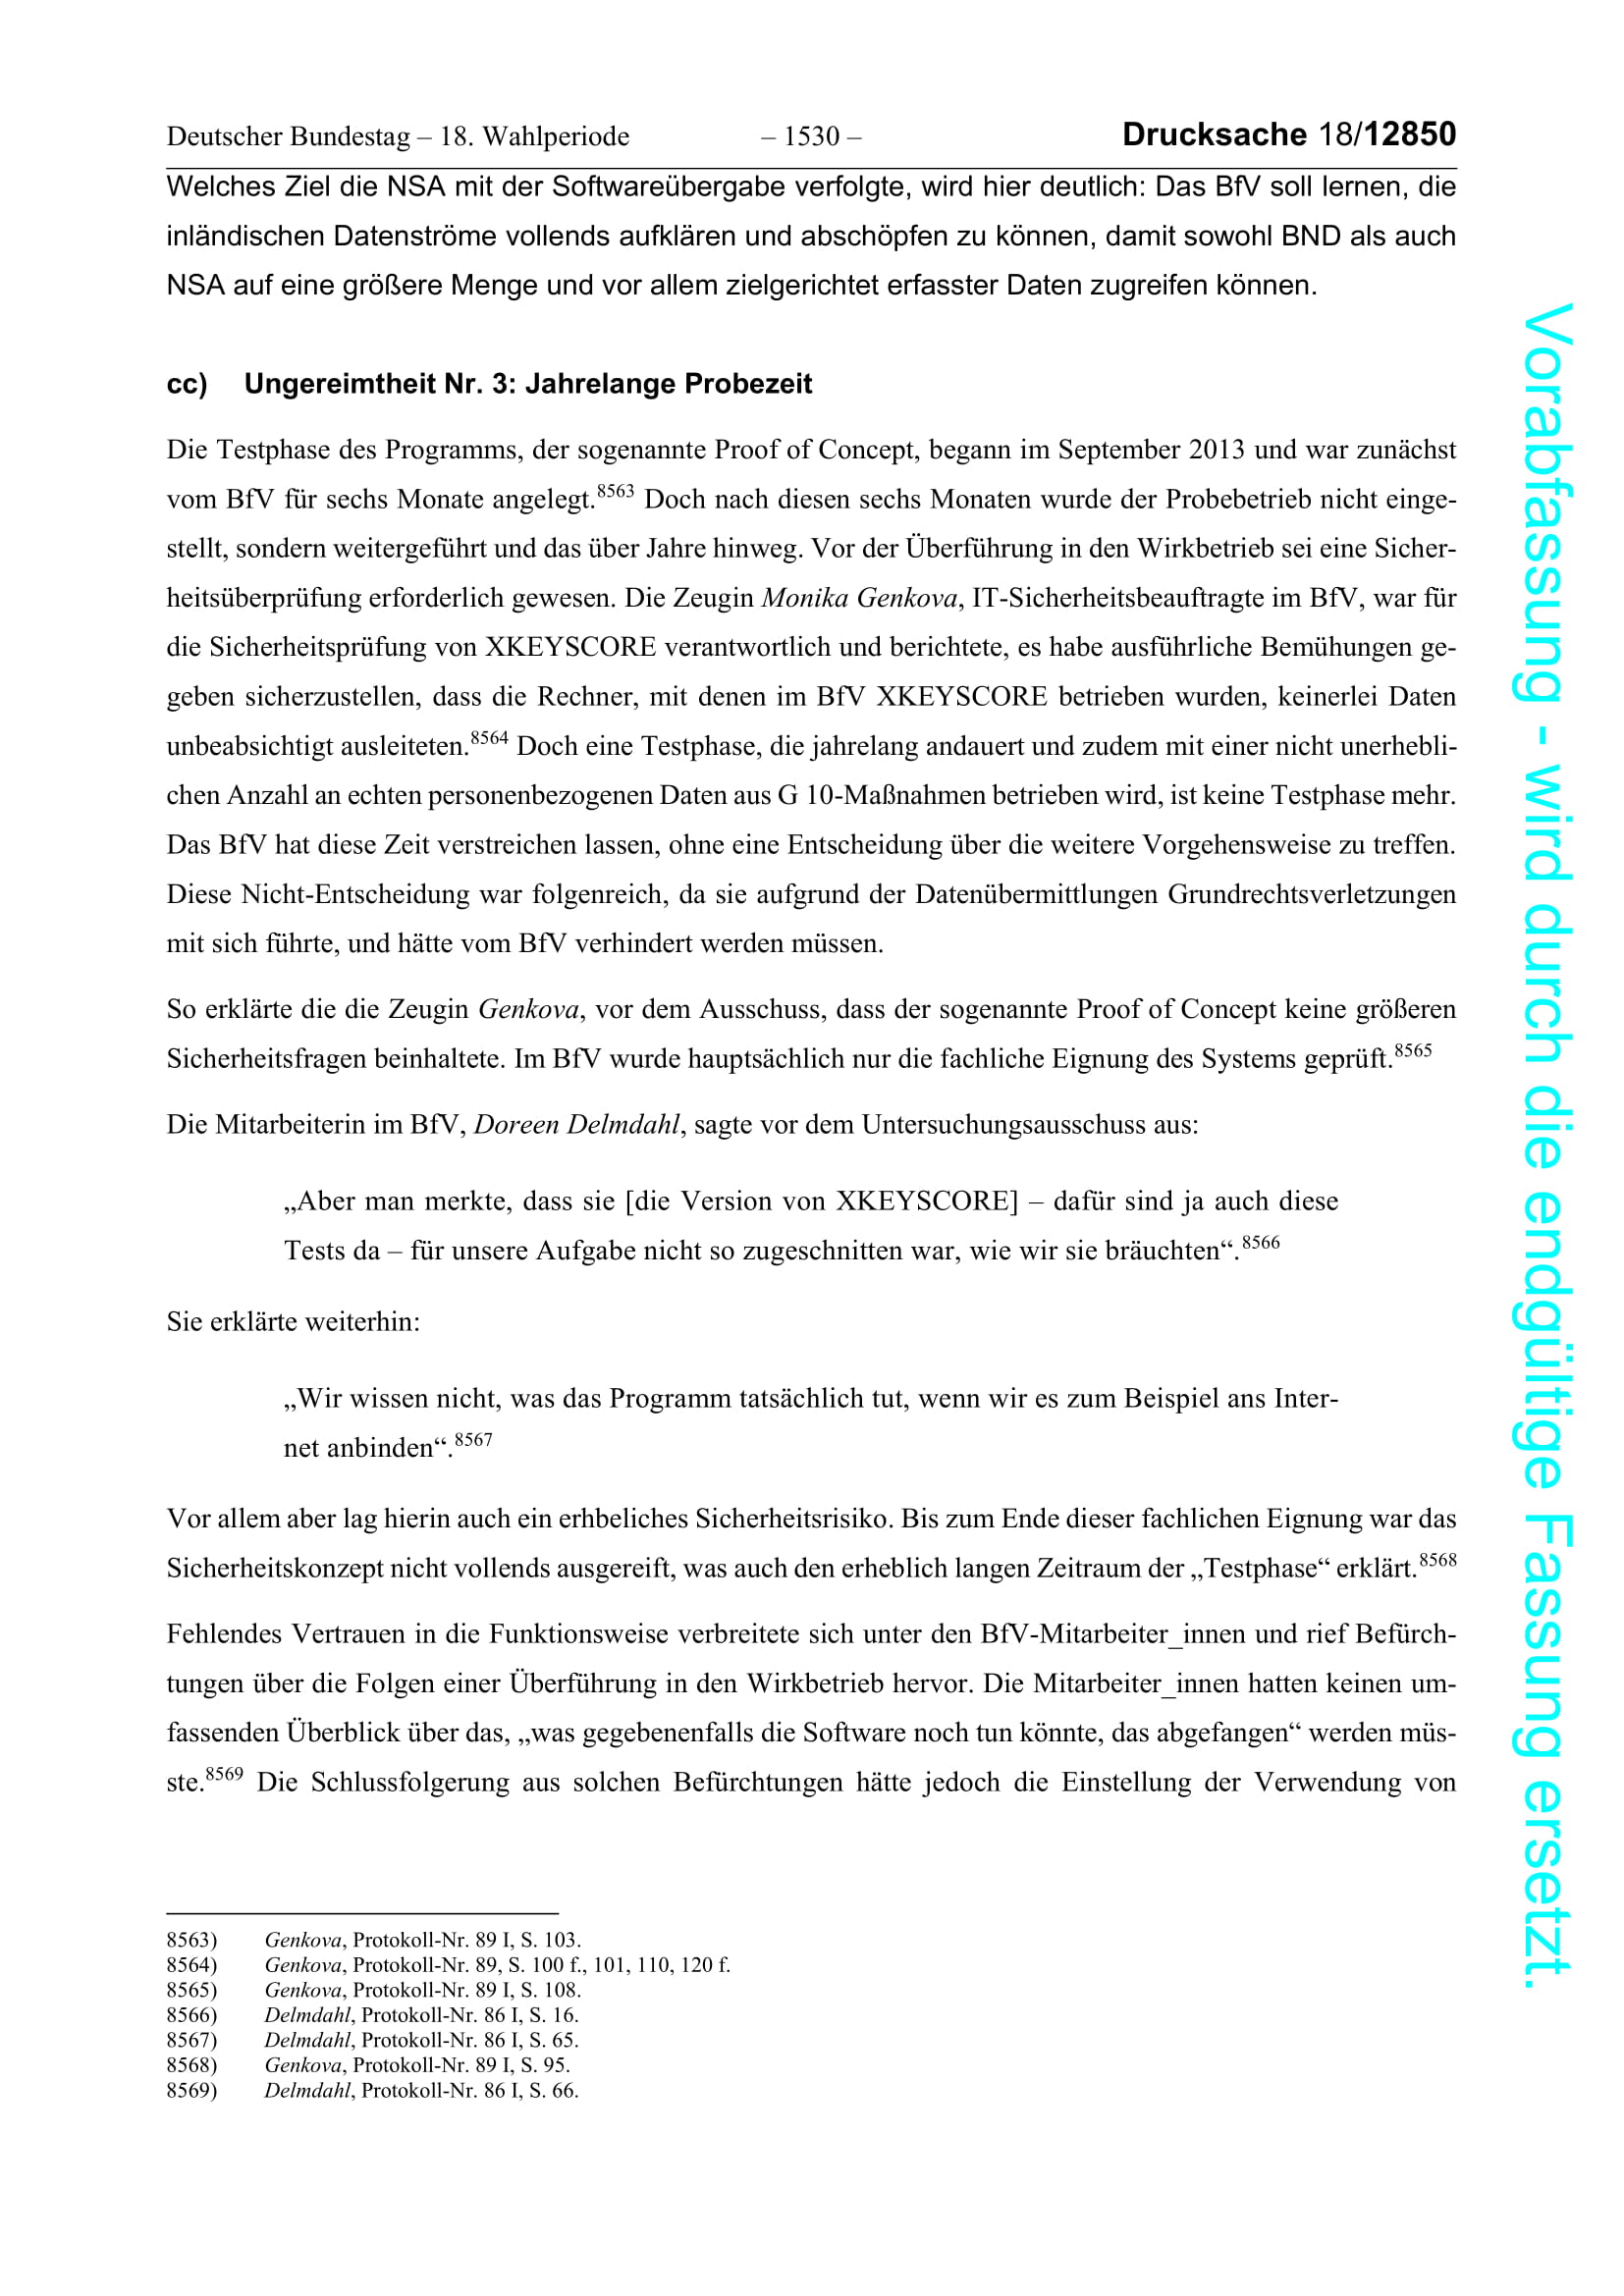 Deutscher Bundestag – 18. Wahlperiode – 1530 – Drucksache 18/12850
Welches Ziel die NSA mit der Softwareübergabe verfolgte, wird hier deutlich: Das BfV soll lernen, die
inländischen Datenströme vollends aufklären und abschöpfen zu können, damit sowohl BND als auch
NSA auf eine größere Menge und vor allem zielgerichtet erfasster Daten zugreifen können.
cc) Ungereimtheit Nr. 3: Jahrelange Probezeit
Die Testphase des Programms, der sogenannte Proof of Concept, begann im September 2013 und war zunächst
vom BfV für sechs Monate angelegt.8563 Doch nach diesen sechs Monaten wurde der Probebetrieb nicht einge-
stellt, sondern weitergeführt und das über Jahre hinweg. Vor der Überführung in den Wirkbetrieb sei eine Sicher-
heitsüberprüfung erforderlich gewesen. Die Zeugin Monika Genkova, IT-Sicherheitsbeauftragte im BfV, war für
die Sicherheitsprüfung von XKEYSCORE verantwortlich und berichtete, es habe ausführliche Bemühungen ge-
geben sicherzustellen, dass die Rechner, mit denen im BfV XKEYSCORE betrieben wurden, keinerlei Daten
unbeabsichtigt ausleiteten.8564 Doch eine Testphase, die jahrelang andauert und zudem mit einer nicht unerhebli-
chen Anzahl an echten personenbezogenen Daten aus G 10-Maßnahmen betrieben wird, ist keine Testphase mehr.
Das BfV hat diese Zeit verstreichen lassen, ohne eine Entscheidung über die weitere Vorgehensweise zu treffen.
Diese Nicht-Entscheidung war folgenreich, da sie aufgrund der Datenübermittlungen Grundrechtsverletzungen
mit sich führte, und hätte vom BfV verhindert werden müssen.
So erklärte die die Zeugin Genkova, vor dem Ausschuss, dass der sogenannte Proof of Concept keine größeren
Sicherheitsfragen beinhaltete. Im BfV wurde hauptsächlich nur die fachliche Eignung des Systems geprüft.8565
Die Mitarbeiterin im BfV, Doreen Delmdahl, sagte vor dem Untersuchungsausschuss aus:
„Aber man merkte, dass sie [die Version von XKEYSCORE] – dafür sind ja auch diese
Tests da – für unsere Aufgabe nicht so zugeschnitten war, wie wir sie bräuchten“.8566
Sie erklärte weiterhin:
„Wir wissen nicht, was das Programm tatsächlich tut, wenn wir es zum Beispiel ans Inter-
net anbinden“.8567
Vor allem aber lag hierin auch ein erhbeliches Sicherheitsrisiko. Bis zum Ende dieser fachlichen Eignung war das
Sicherheitskonzept nicht vollends ausgereift, was auch den erheblich langen Zeitraum der „Testphase“ erklärt.8568
Fehlendes Vertrauen in die Funktionsweise verbreitete sich unter den BfV-Mitarbeiter_innen und rief Befürch-
tungen über die Folgen einer Überführung in den Wirkbetrieb hervor. Die Mitarbeiter_innen hatten keinen um-
fassenden Überblick über das, „was gegebenenfalls die Software noch tun könnte, das abgefangen“ werden müs-
ste.8569 Die Schlussfolgerung aus solchen Befürchtungen hätte jedoch die Einstellung der Verwendung von
8563) Genkova, Protokoll-Nr. 89 I, S. 103.
8564) Genkova, Protokoll-Nr. 89, S. 100 f., 101, 110, 120 f.
8565) Genkova, Protokoll-Nr. 89 I, S. 108.
8566) Delmdahl, Protokoll-Nr. 86 I, S. 16.
8567) Delmdahl, Protokoll-Nr. 86 I, S. 65.
8568) Genkova, Protokoll-Nr. 89 I, S. 95.
8569) Delmdahl, Protokoll-Nr. 86 I, S. 66.
Vorabfassung - wird durch die endgültige Fassung ersetzt.